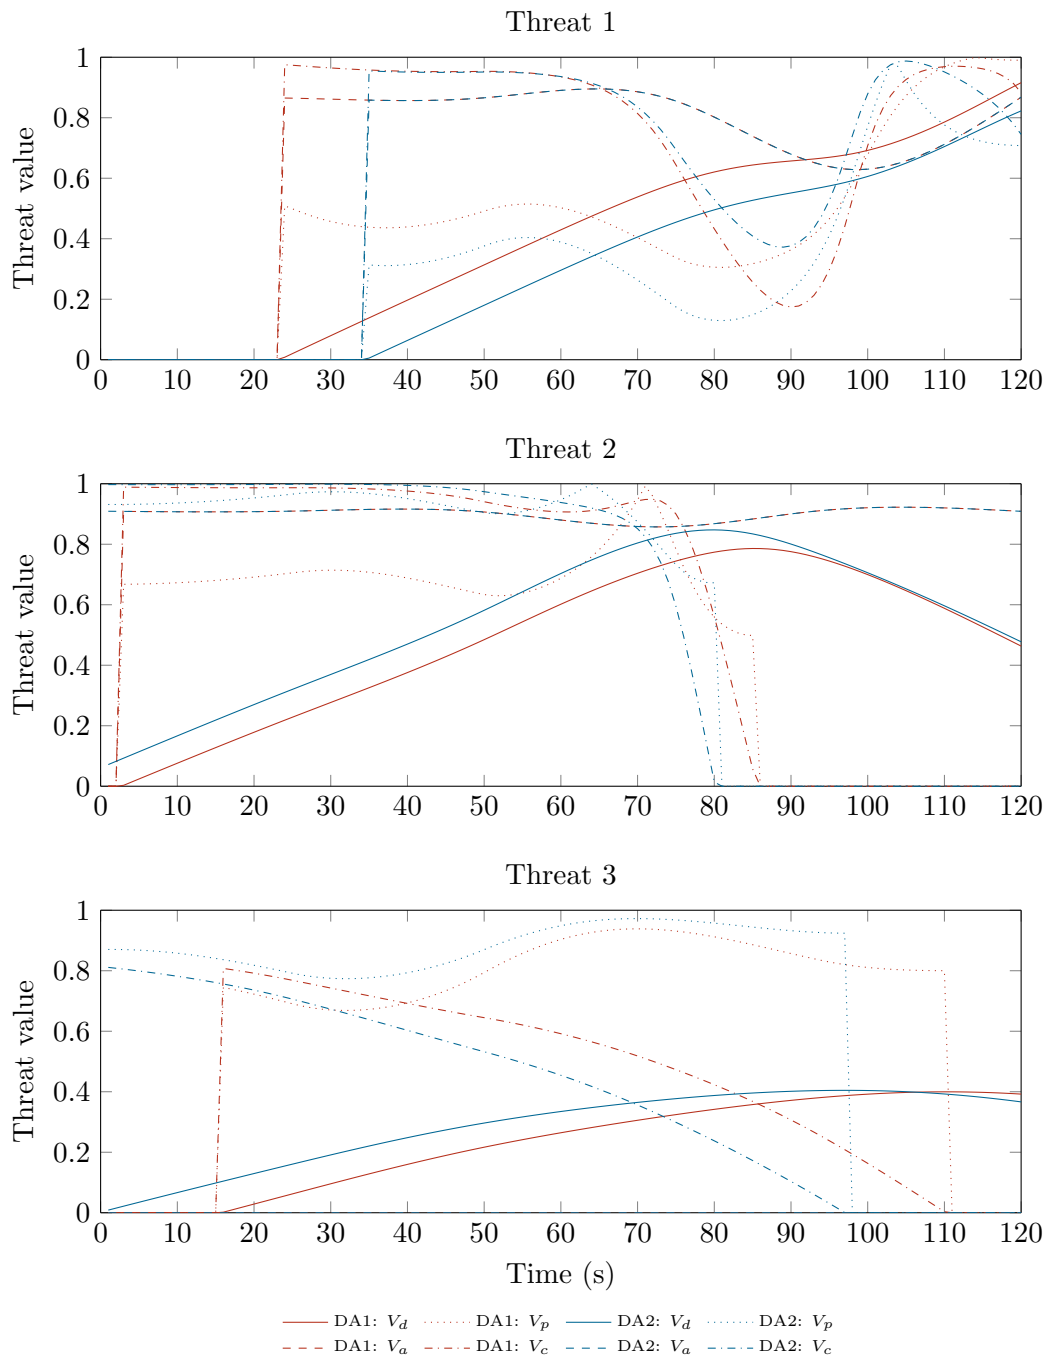 Threat 1
1
0.8
0.6
0.4
0.2
0
Threat value
0 10 20 30 40 50 60 70 80 90 100 110 120
Threat 2
1
0.8
0.6
0.4
0.2
0
Threat value
0 10 20 30 40 50 60 70 80 90 100 110 120
Threat 3
1
0.8
0.6
0.4
0.2
0
Threat value
0 10 20 30 40 50 60 70 80 90 100 110 120
Time (s)
DA1: V_d DA1: V_p DA2: V_d DA2: V_p
DA1: V_a DA1: V_c DA2: V_a DA2: V_c